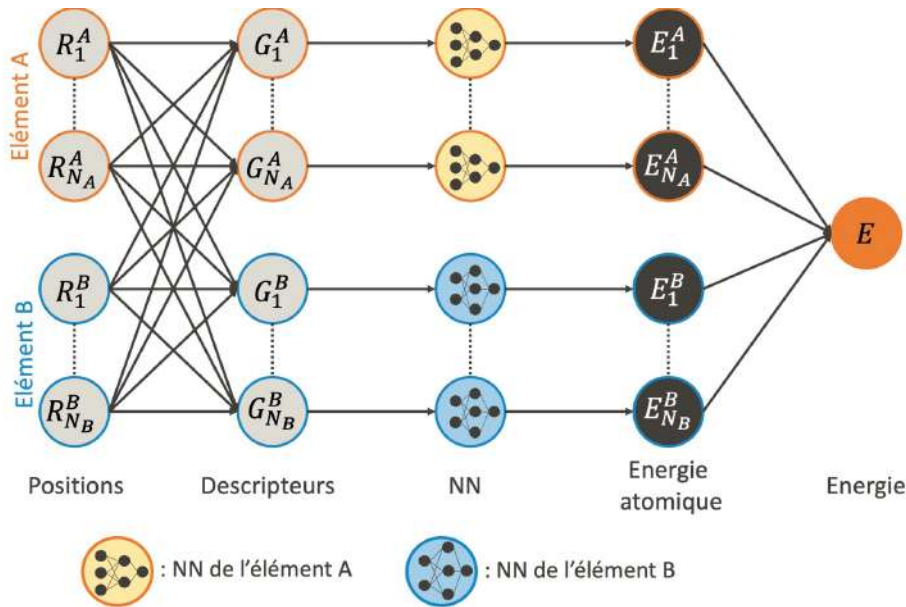 Elément A
R_1^A G_1^A E_1^A
R_{N_A}^A G_{N_A}^A E_{N_A}^A
E
Elément B
R_1^B G_1^B E_1^B
R_{N_B}^B G_{N_B}^B E_{N_B}^B
Positions Descripteurs NN Energie atomique Energie
: NN de l'élément A : NN de l'élément B